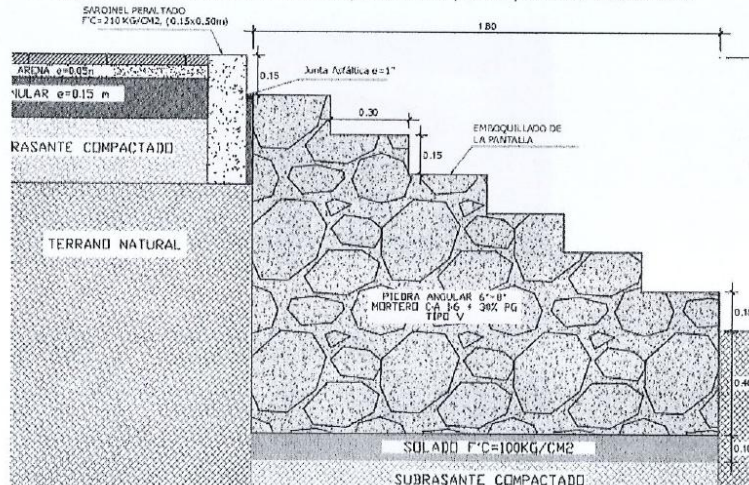 SARDINEL PERALTADO
F'C=210 KG/CM2, (0.15x0.50m)
1.80
ARENA e=0.05m
0.15
Junta Asfáltica e=1"
NULAR e=0.15 m
0.30
EMBOQUILLADO DE
LA PANTALLA
RASANTE COMPACTADO
0.15
TERRANO NATURAL
PIEDRA ANGULAR 6"-8"
MORTERO C:A 1:6 + 30% PG
TIPO V
0.15
0.40
SOLADO F'C=100KG/CM2
0.10
SUBRASANTE COMPACTADO